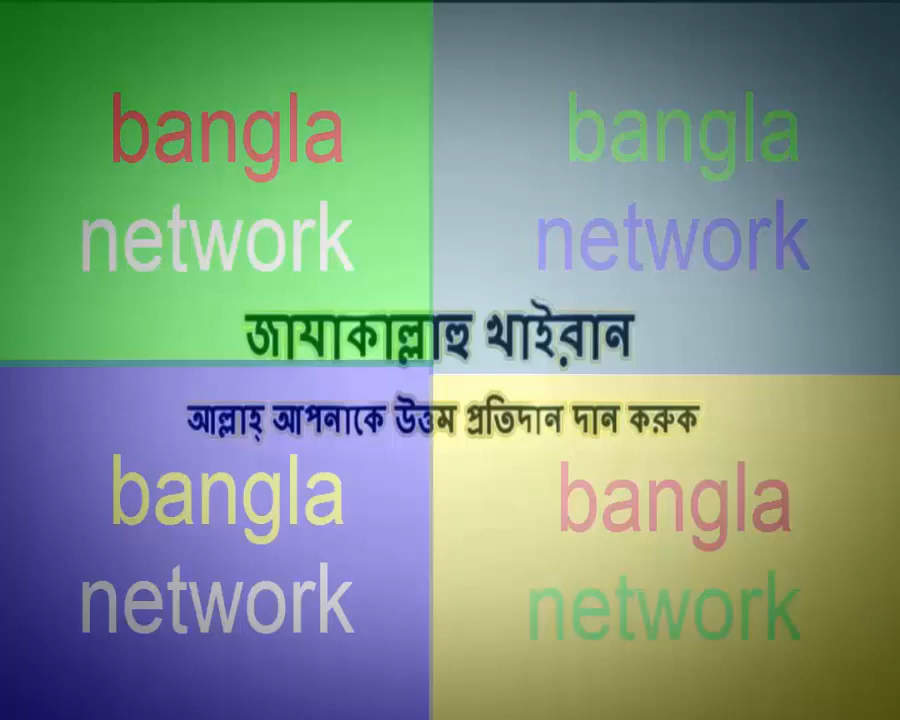 bangla
network
bangla
network
জাযাকাল্লাহু খাইরান
আল্লাহ্ আপনাকে উত্তম প্রতিদান দান করুক
bangla
network
bangla
network